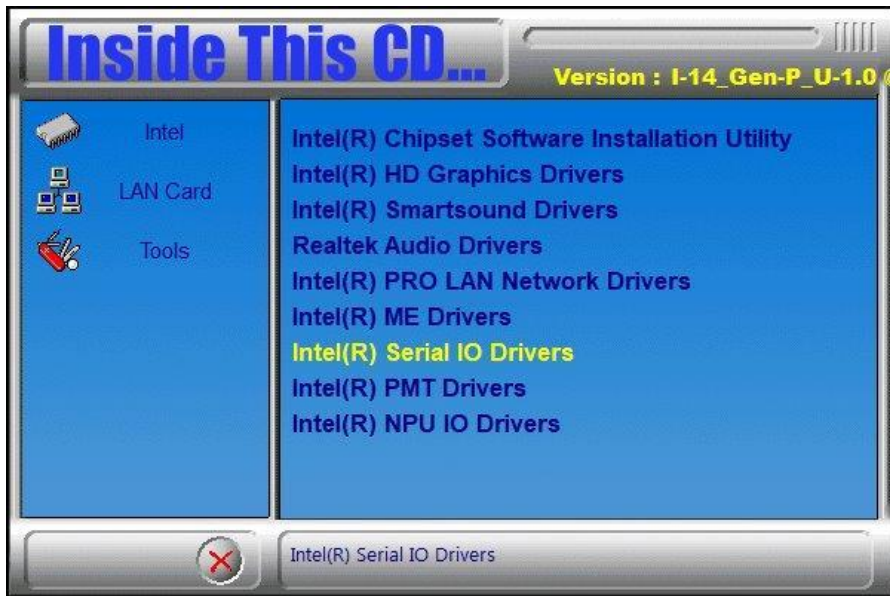 Inside This CD...
Version : I-14_Gen-P_U-1.0
Intel
LAN Card
Tools
Intel(R) Chipset Software Installation Utility
Intel(R) HD Graphics Drivers
Intel(R) Smartsound Drivers
Realtek Audio Drivers
Intel(R) PRO LAN Network Drivers
Intel(R) ME Drivers
Intel(R) Serial IO Drivers
Intel(R) PMT Drivers
Intel(R) NPU IO Drivers
Intel(R) Serial IO Drivers